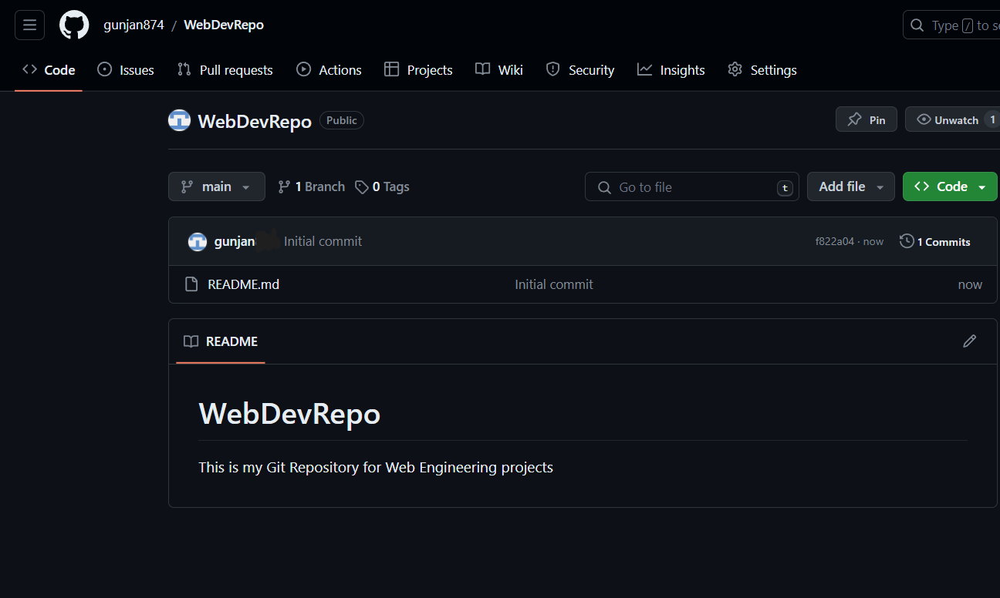 gunjan874 / WebDevRepo
Type / to se
Code Issues Pull requests Actions Projects Wiki Security Insights Settings
WebDevRepo Public
Pin Unwatch 1
main 1 Branch 0 Tags Go to file t Add file Code
gunjan Initial commit f822a04 · now 1 Commits
README.md Initial commit now
README
WebDevRepo
This is my Git Repository for Web Engineering projects